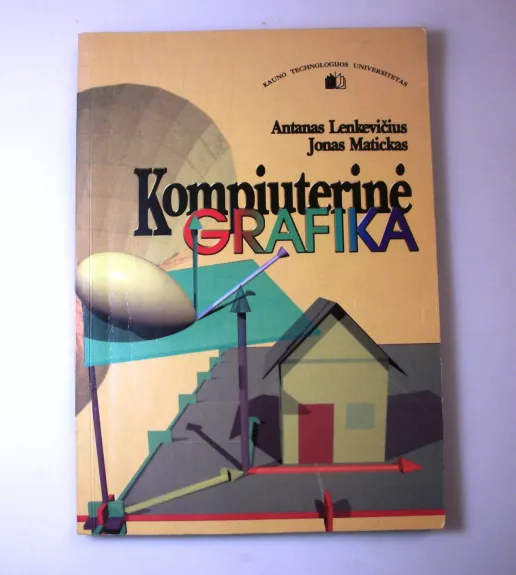 KAUNO TECHNOLOGIJOS UNIVERSITETAS
Antanas Lenkevičius
Jonas Matickas
Kompiuterinė
GRAFIKA